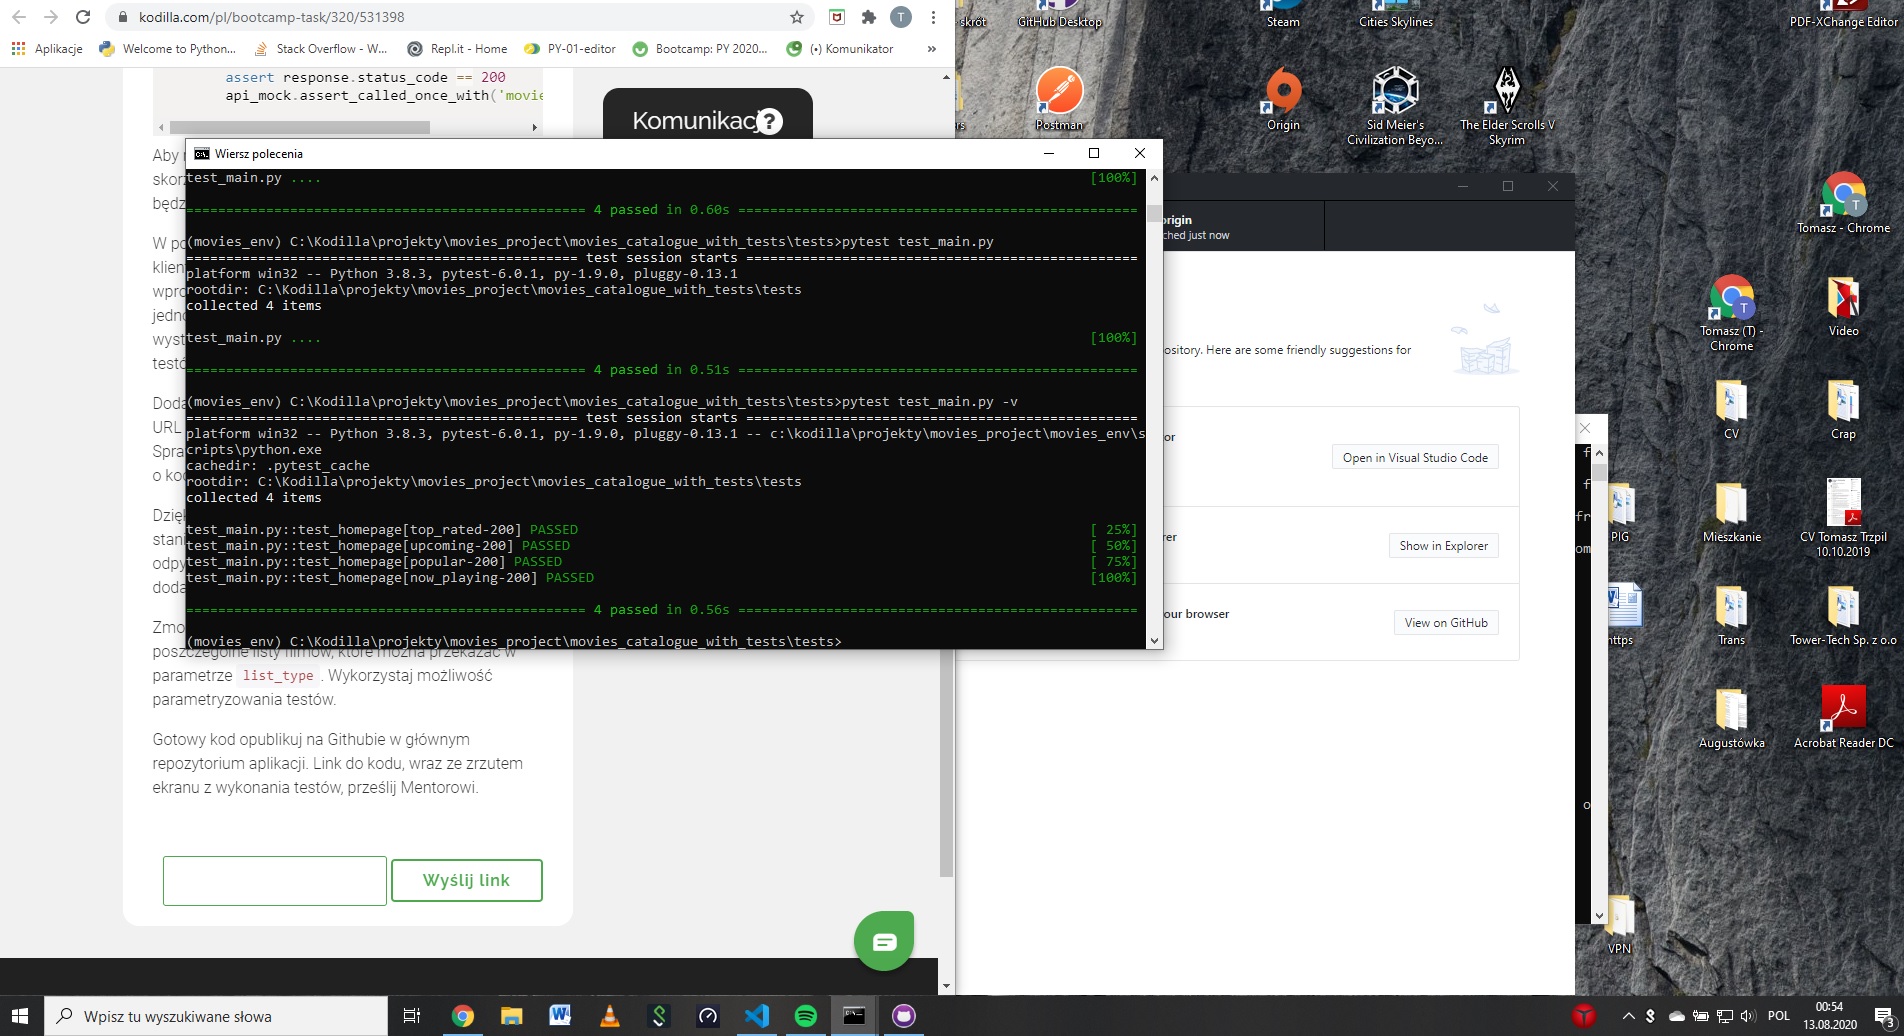 kodilla.com/pl/bootcamp-task/320/531398
T
Aplikacje
Welcome to Python...
Stack Overflow - W...
Repl.it - Home
PY-01-editor
Bootcamp: PY 2020...
(•) Komunikator
»
assert response.status_code == 200
api_mock.assert_called_once_with('movie
Komunikacj?
Aby
będz
W po
klien
wpro
jedno
wyst
testó
Doda
URL
Spra
o ko
Dzięk
stani
odpy
doda
Zmo
Wiersz polecenia
test_main.py .... [100%]
4 passed in 0.60s
(movies_env) C:\Kodilla\projekty\movies_project\movies_catalogue_with_tests\tests>pytest test_main.py
test session starts
platform win32 -- Python 3.8.3, pytest-6.0.1, py-1.9.0, pluggy-0.13.1
rootdir: C:\Kodilla\projekty\movies_project\movies_catalogue_with_tests\tests
collected 4 items
test_main.py .... [100%]
4 passed in 0.51s
(movies_env) C:\Kodilla\projekty\movies_project\movies_catalogue_with_tests\tests>pytest test_main.py -v
test session starts
platform win32 -- Python 3.8.3, pytest-6.0.1, py-1.9.0, pluggy-0.13.1 -- c:\kodilla\projekty\movies_project\movies_env\s
cripts\python.exe
cachedir: .pytest_cache
rootdir: C:\Kodilla\projekty\movies_project\movies_catalogue_with_tests\tests
collected 4 items
test_main.py::test_homepage[top_rated-200] PASSED [ 25%]
test_main.py::test_homepage[upcoming-200] PASSED [ 50%]
test_main.py::test_homepage[popular-200] PASSED [ 75%]
test_main.py::test_homepage[now_playing-200] PASSED [100%]
4 passed in 0.56s
(movies_env) C:\Kodilla\projekty\movies_project\movies_catalogue_with_tests\tests>
poszczególne listy filmów, które można przekazać w
parametrze list_type . Wykorzystaj możliwość
parametryzowania testów.
Gotowy kod opublikuj na Githubie w głównym
repozytorium aplikacji. Link do kodu, wraz ze zrzutem
ekranu z wykonania testów, prześlij Mentorowi.
Wyślij link
origin
ched just now
ository. Here are some friendly suggestions for
or
Open in Visual Studio Code
rer
Show in Explorer
our browser
View on GitHub
f
f
fr
om
o
skrót
GitHub Desktop
Steam
Cities Skylines
PDF-XChange Editor
rs
Postman
Origin
Sid Meier's
Civilization Beyo...
The Elder Scrolls V
Skyrim
Tomasz - Chrome
Tomasz (T) -
Chrome
Video
CV
Crap
PIG
Mieszkanie
CV Tomasz Trzpil
10.10.2019
https
Trans
Tower-Tech Sp. z o.o
Augustówka
Acrobat Reader DC
VPN
Wpisz tu wyszukiwane słowa
POL
00:54
13.08.2020
3